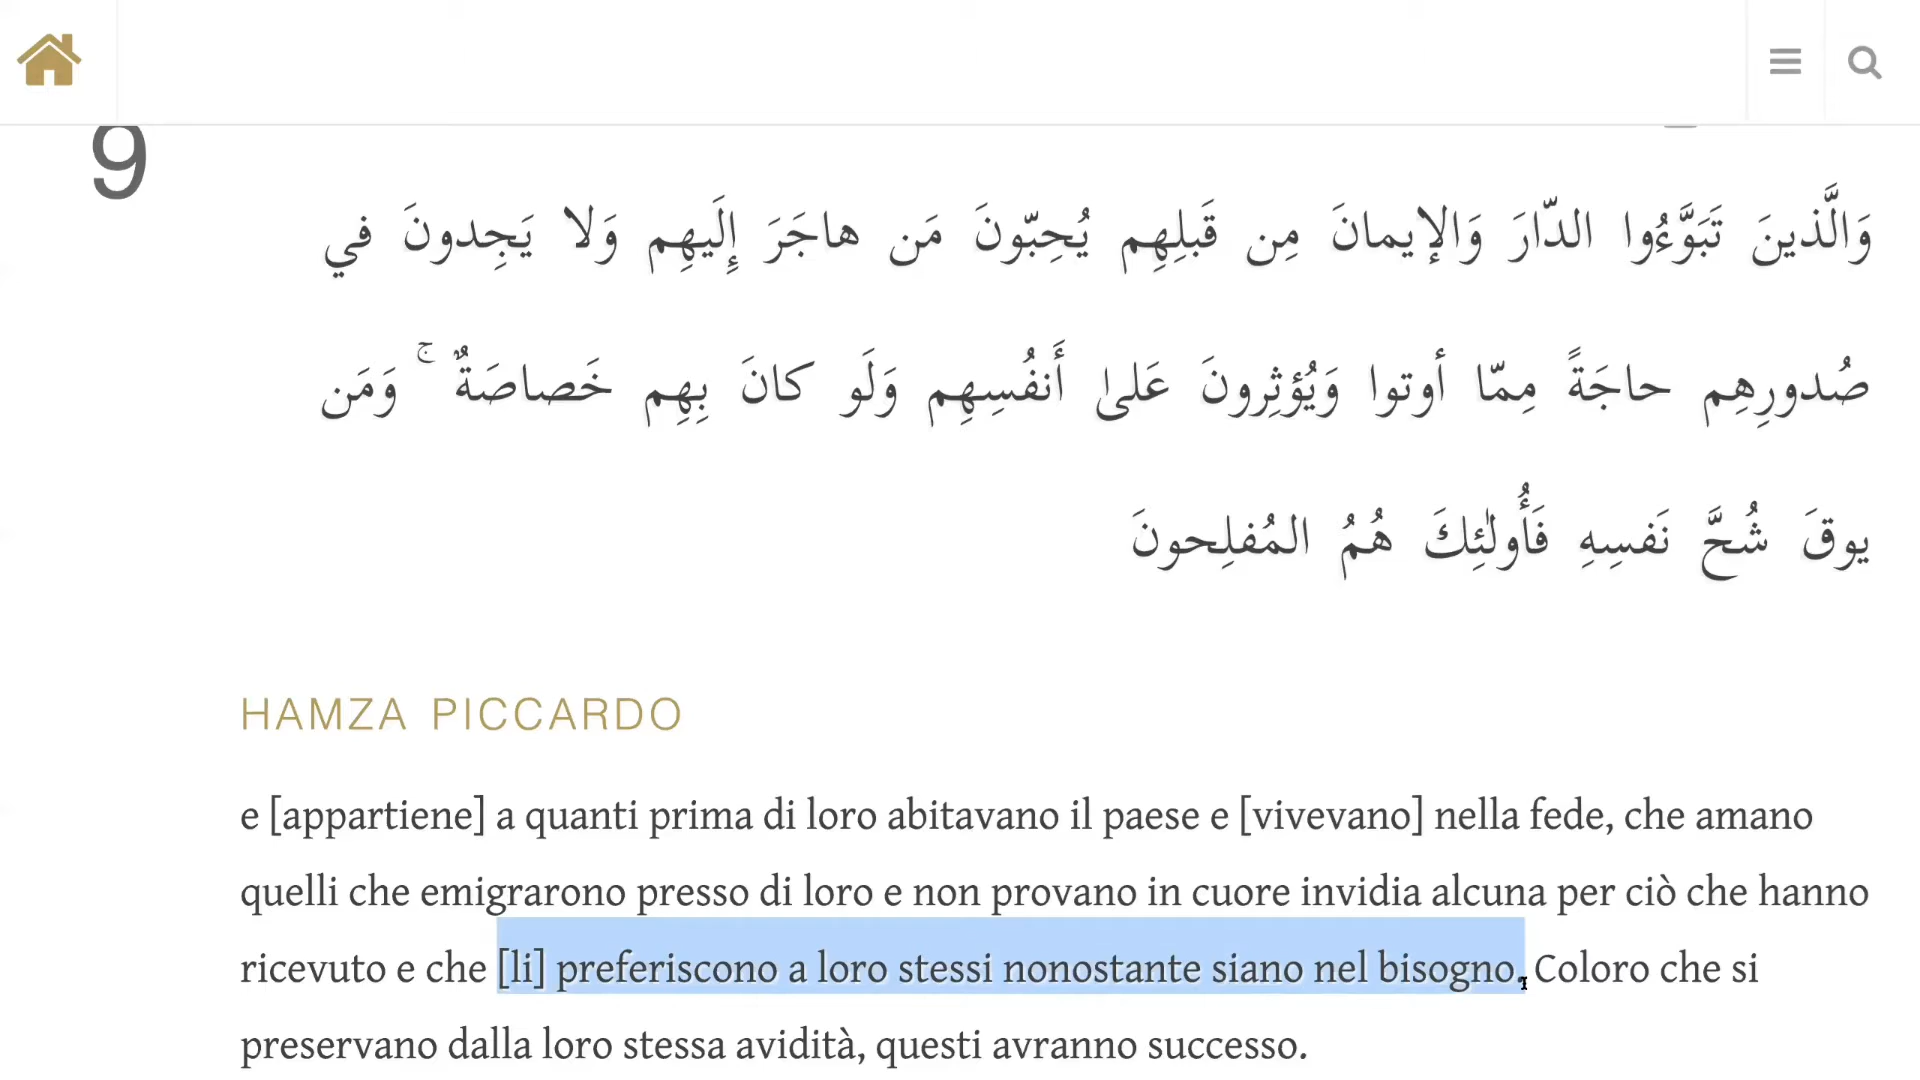 9
وَالَّذينَ تَبَوَّءُوا الدّارَ وَالإيمانَ مِن قَبلِهِم يُحِبّونَ مَن هاجَرَ إِلَيهِم وَلا يَجِدونَ في
صُدورِهِم حاجَةً مِمّا أوتوا وَيُؤثِرونَ عَلىٰ أَنفُسِهِم وَلَو كانَ بِهِم خَصاصَةٌ ۚ وَمَن
يوقَ شُحَّ نَفسِهِ فَأُولٰئِكَ هُمُ المُفلِحونَ
HAMZA PICCARDO
e [appartiene] a quanti prima di loro abitavano il paese e [vivevano] nella fede, che amano
quelli che emigrarono presso di loro e non provano in cuore invidia alcuna per ciò che hanno
ricevuto e che [li] preferiscono a loro stessi nonostante siano nel bisogno. Coloro che si
preservano dalla loro stessa avidità, questi avranno successo.